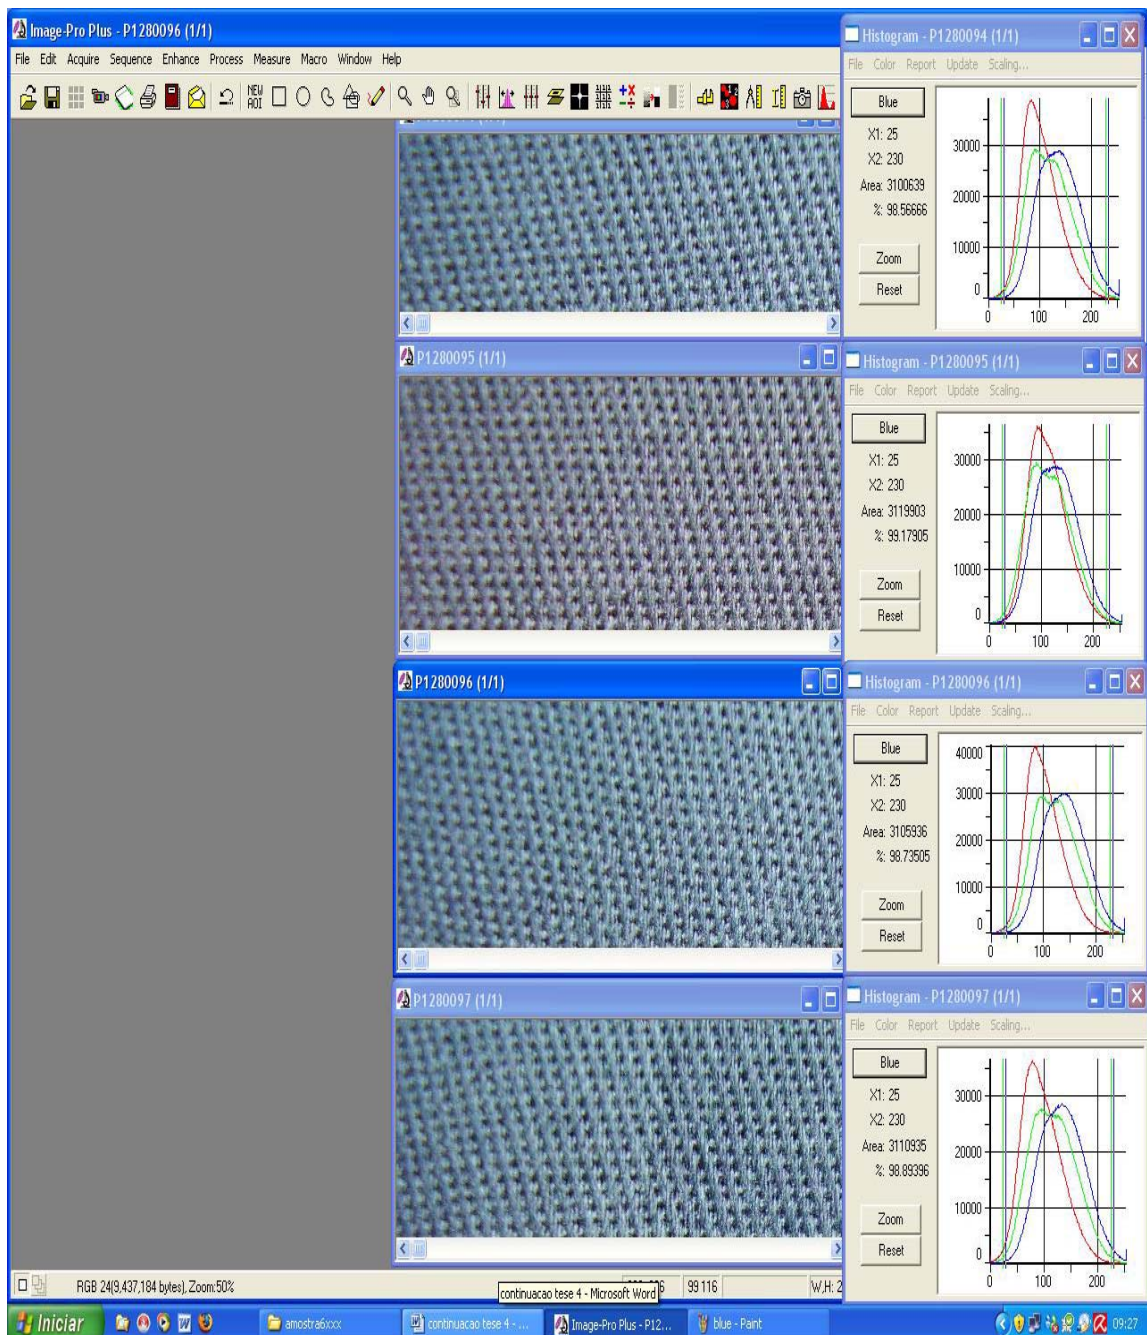 Image-Pro Plus - P1280096 (1/1)
File Edit Acquire Sequence Enhance Process Measure Macro Window Help
NEW AOI
Histogram - P1280094 (1/1)
File Color Report Update Scaling...
Blue
X1: 25
X2: 230
Area: 3100639
%: 98.56666
Zoom
Reset
30000
20000
10000
0
0 100 200
P1280095 (1/1)
Histogram - P1280095 (1/1)
File Color Report Update Scaling...
Blue
X1: 25
X2: 230
Area: 3119903
%: 99.17905
Zoom
Reset
30000
20000
10000
0
0 100 200
P1280096 (1/1)
Histogram - P1280096 (1/1)
File Color Report Update Scaling...
Blue
X1: 25
X2: 230
Area: 3105936
%: 98.73505
Zoom
Reset
40000
30000
20000
10000
0
0 100 200
P1280097 (1/1)
Histogram - P1280097 (1/1)
File Color Report Update Scaling...
Blue
X1: 25
X2: 230
Area: 3110935
%: 98.89396
Zoom
Reset
30000
20000
10000
0
0 100 200
RGB 24(9,437,184 bytes), Zoom:50%
continuacao tese 4 - Microsoft Word
99 116
W,H: 2
Iniciar
amostra6xxx
continuacao tese 4 - ...
Image-Pro Plus - P12...
blue - Paint
09:27